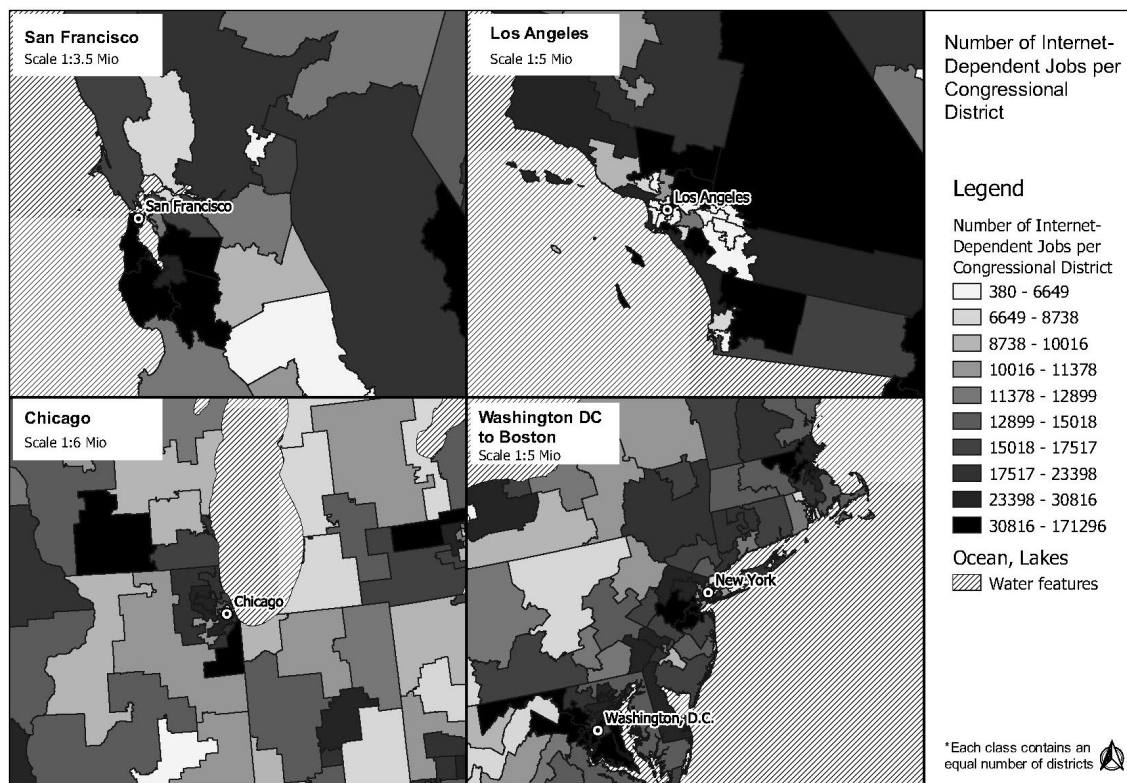 San Francisco
Scale 1:3.5 Mio
San Francisco
Los Angeles
Scale 1:5 Mio
Los Angeles
Chicago
Scale 1:6 Mio
Chicago
Washington DC
to Boston
Scale 1:5 Mio
New York
Washington, D.C.
Number of Internet-
Dependent Jobs per
Congressional
District
Legend
Number of Internet-
Dependent Jobs per
Congressional District
380 - 6649
6649 - 8738
8738 - 10016
10016 - 11378
11378 - 12899
12899 - 15018
15018 - 17517
17517 - 23398
23398 - 30816
30816 - 171296
Ocean, Lakes
Water features
*Each class contains an
equal number of districts